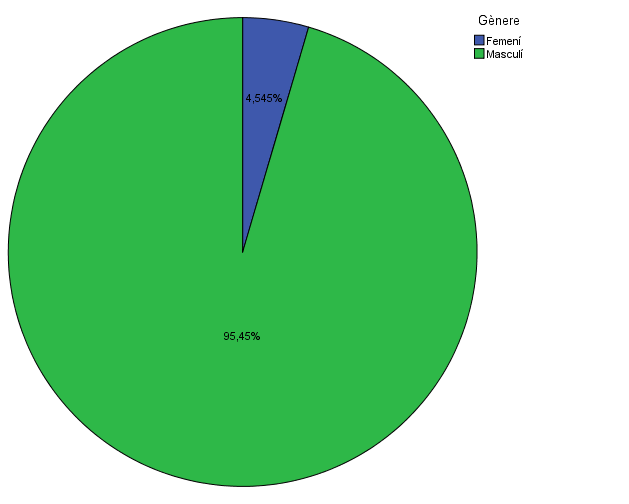 Gènere
Femení
Masculí
4,545%
95,45%